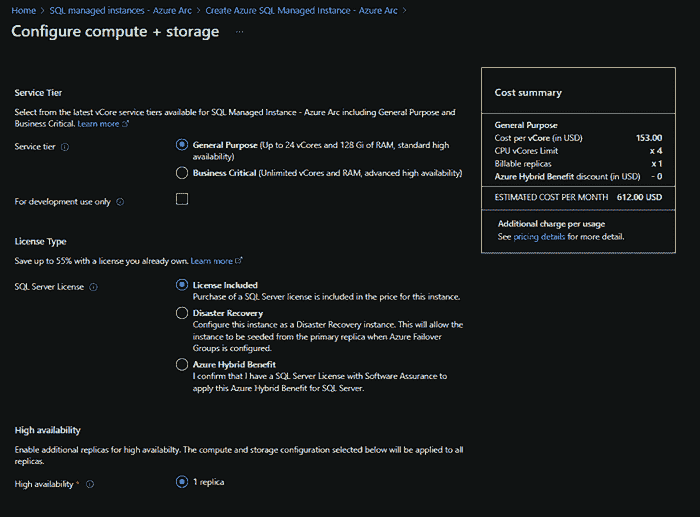 Home > SQL managed instances - Azure Arc > Create Azure SQL Managed Instance - Azure Arc >
Configure compute + storage ...
Service Tier
Select from the latest vCore service tiers available for SQL Managed Instance - Azure Arc including General Purpose and
Business Critical. Learn more
Service tier
General Purpose (Up to 24 vCores and 128 Gi of RAM, standard high
availability)
Business Critical (Unlimited vCores and RAM, advanced high availability)
For development use only
License Type
Save up to 55% with a license you already own. Learn more
SQL Server License
License Included
Purchase of a SQL Server license is included in the price for this instance.
Disaster Recovery
Configure this instance as a Disaster Recovery instance. This will allow the
instance to be seeded from the primary replica when Azure Failover
Groups is configured.
Azure Hybrid Benefit
I confirm that I have a SQL Server License with Software Assurance to
apply this Azure Hybrid Benefit for SQL Server.
High availability
Enable additional replicas for high availabilty. The compute and storage configuration selected below will be applied to all
replicas.
High availability *
1 replica
Cost summary
General Purpose
Cost per vCore (in USD) 153.00
CPU vCores Limit x 4
Billable replicas x 1
Azure Hybrid Benefit discount (in USD) - 0
ESTIMATED COST PER MONTH 612.00 USD
Additional charge per usage
See pricing details for more detail.